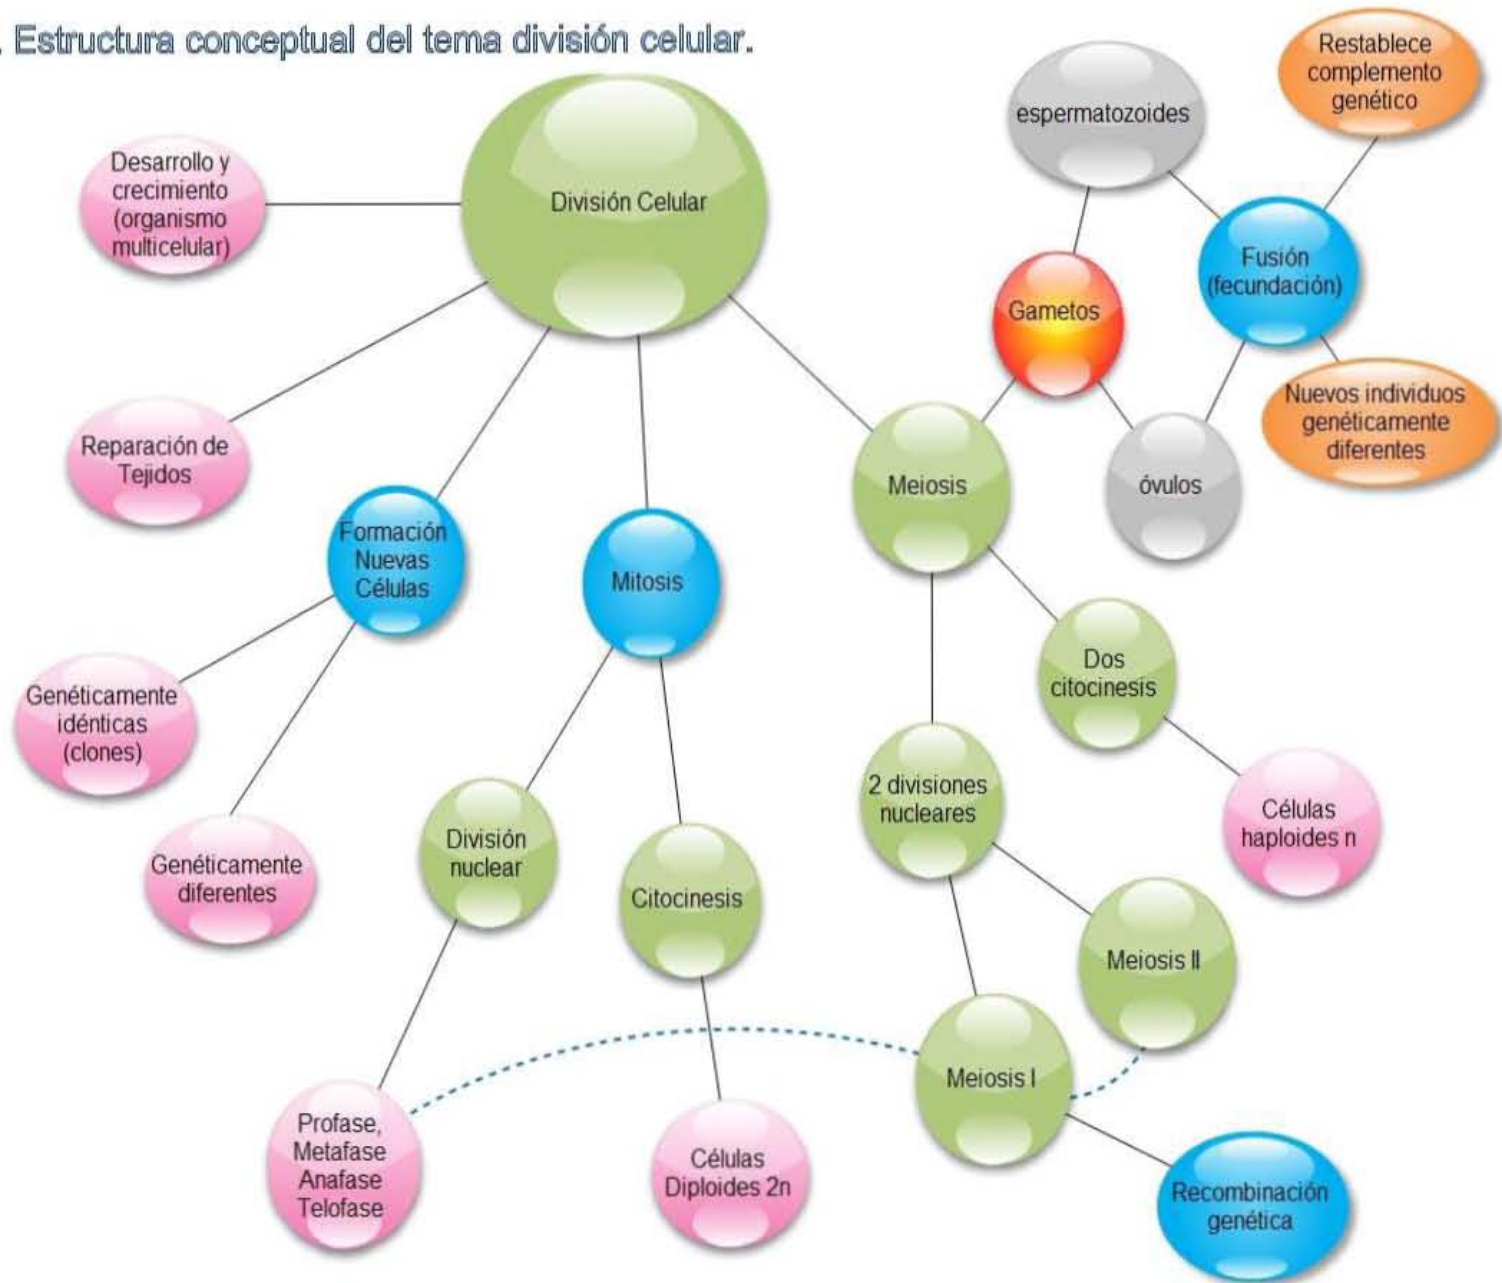 . Estructura conceptual del tema división celular.
Desarrollo y
crecimiento
(organismo
multicelular)
División Celular
espermatozoides
Restablece
complemento
genético
Fusión
(fecundación)
Gametos
Nuevos individuos
genéticamente
diferentes
Reparación de
Tejidos
Meiosis
óvulos
Formación
Nuevas
Células
Mitosis
Dos
citocinesis
Genéticamente
idénticas
(clones)
2 divisiones
nucleares
Células
haploides n
Genéticamente
diferentes
División
nuclear
Citocinesis
Meiosis II
Meiosis I
Profase,
Metafase
Anafase
Telofase
Células
Diploides 2n
Recombinación
genética